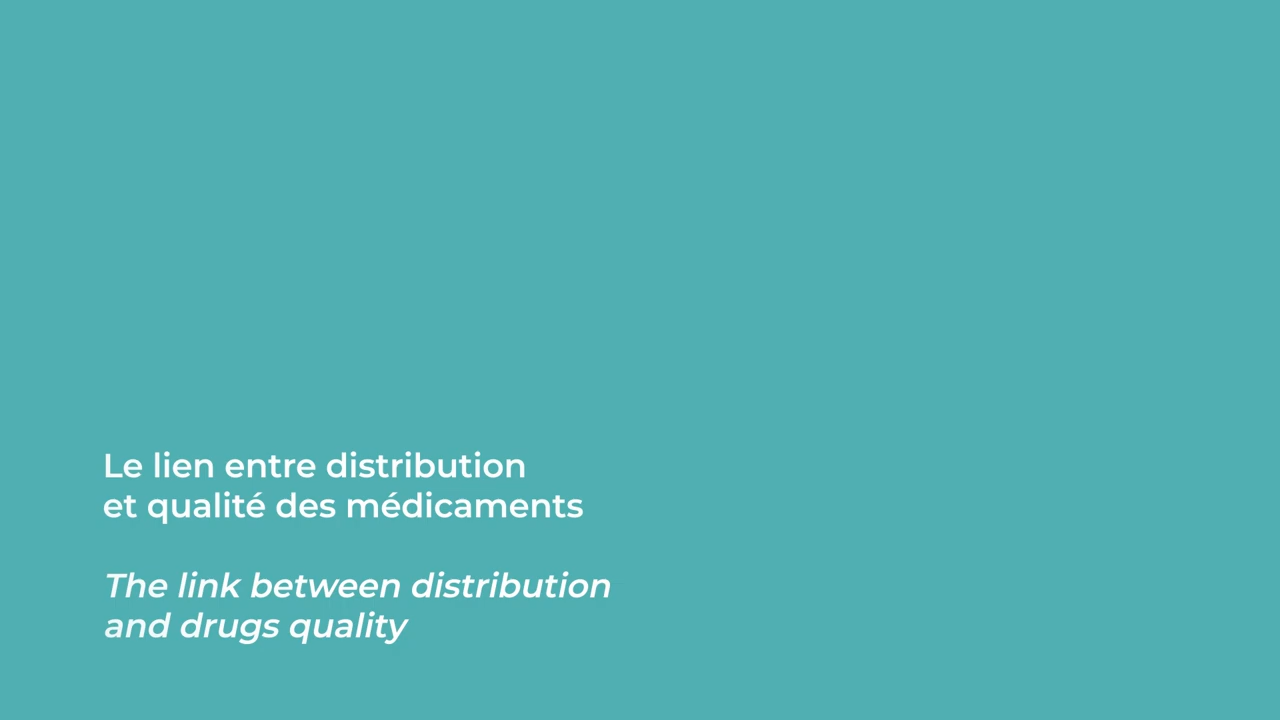 Le lien entre distribution
et qualité des médicaments
The link between distribution
and drugs quality